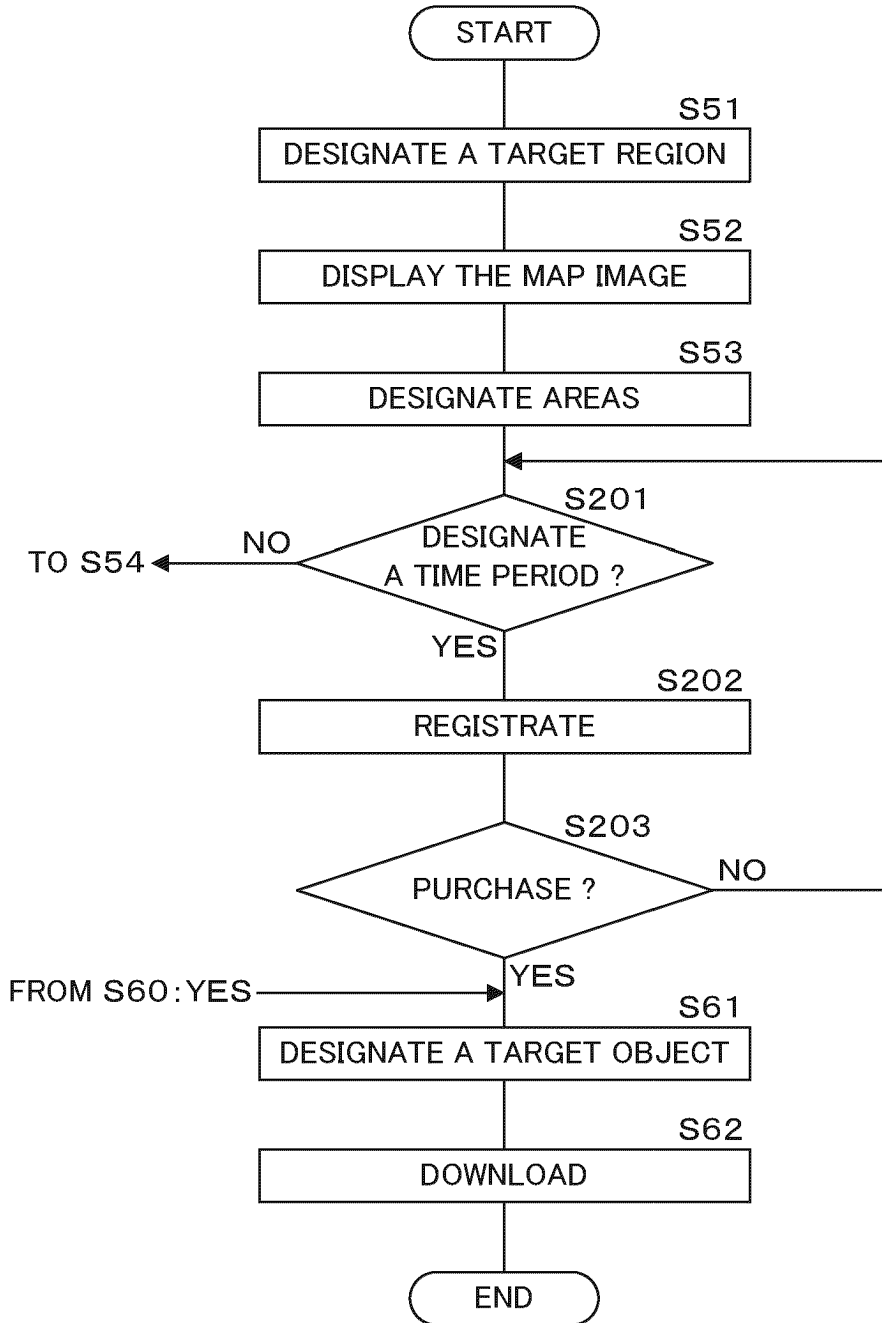 START
S51
DESIGNATE A TARGET REGION
S52
DISPLAY THE MAP IMAGE
S53
DESIGNATE AREAS
S201
DESIGNATE
A TIME PERIOD ?
NO
TO S54
YES
S202
REGISTRATE
S203
PURCHASE ?
NO
YES
FROM S60:YES
S61
DESIGNATE A TARGET OBJECT
S62
DOWNLOAD
END